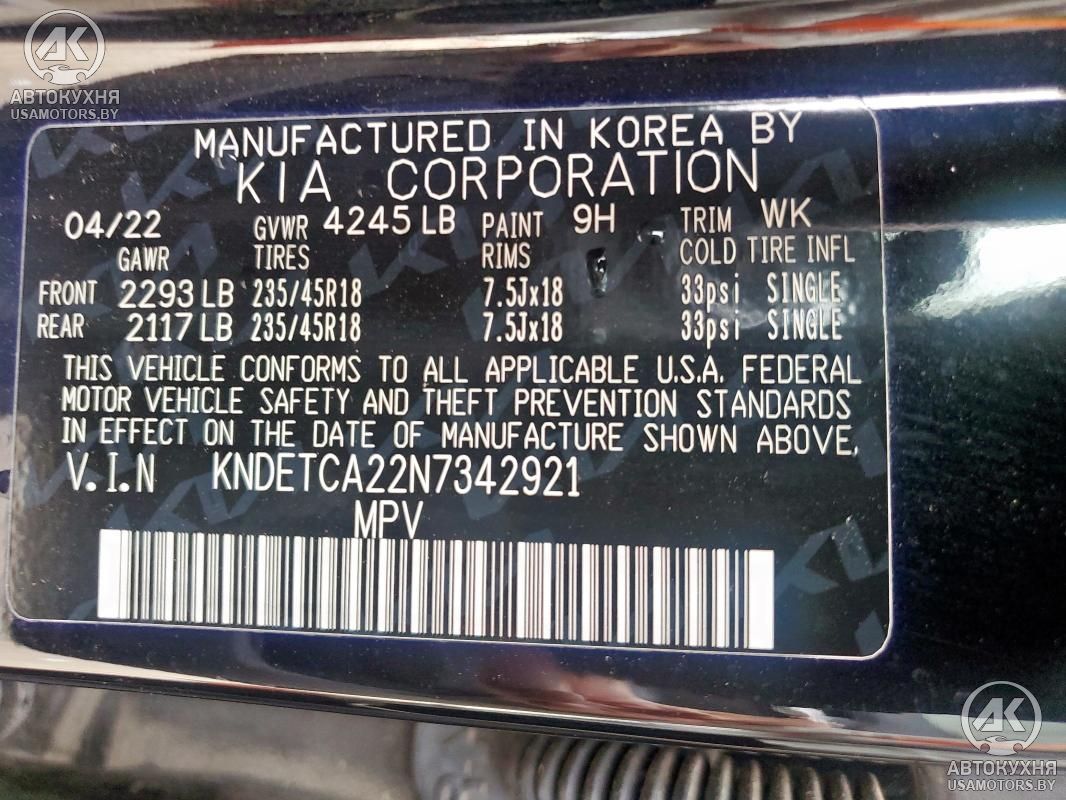 AK
АВТОКУХНЯ
USAMOTORS.BY
MANUFACTURED IN KOREA BY
KIA CORPORATION
04/22 GVWR 4245 LB PAINT 9H TRIM WK
GAWR TIRES RIMS COLD TIRE INFL
FRONT 2293 LB 235/45R18 7.5Jx18 33psi SINGLE
REAR 2117 LB 235/45R18 7.5Jx18 33psi SINGLE
THIS VEHICLE CONFORMS TO ALL APPLICABLE U.S.A. FEDERAL
MOTOR VEHICLE SAFETY AND THEFT PREVENTION STANDARDS
IN EFFECT ON THE DATE OF MANUFACTURE SHOWN ABOVE.
V.I.N KNDETCA22N7342921
MPV
AK
АВТОКУХНЯ
USAMOTORS.BY